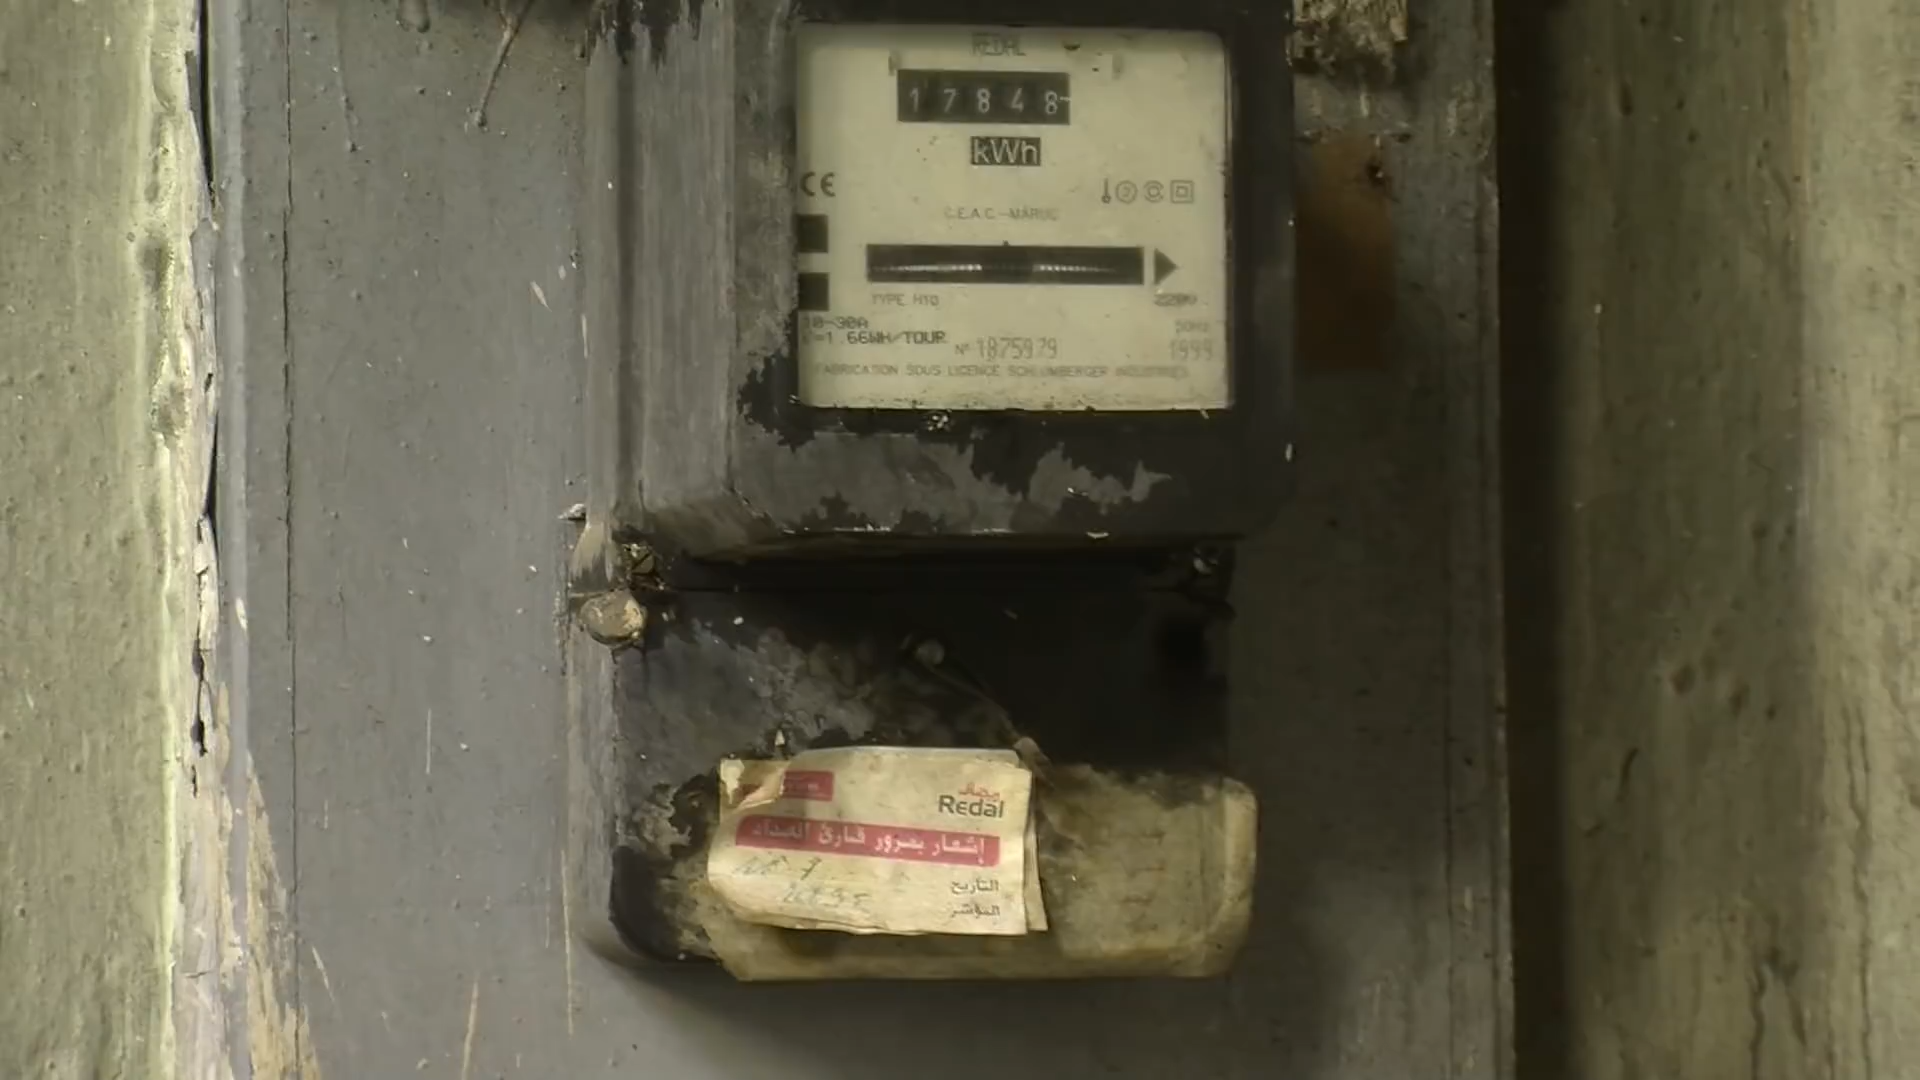 REDAL
17848
kWh
CE
C.E.A.C.-MAROC
TYPE H10
220V
10-30A
50Hz
C=1.66WH/TOUR
N° 1875979
1999
FABRICATION SOUS LICENCE SCHLUMBERGER INDUSTRIES
ريضال
Redal
إشعار بمرور قارئ العداد
التاريخ
المؤشر